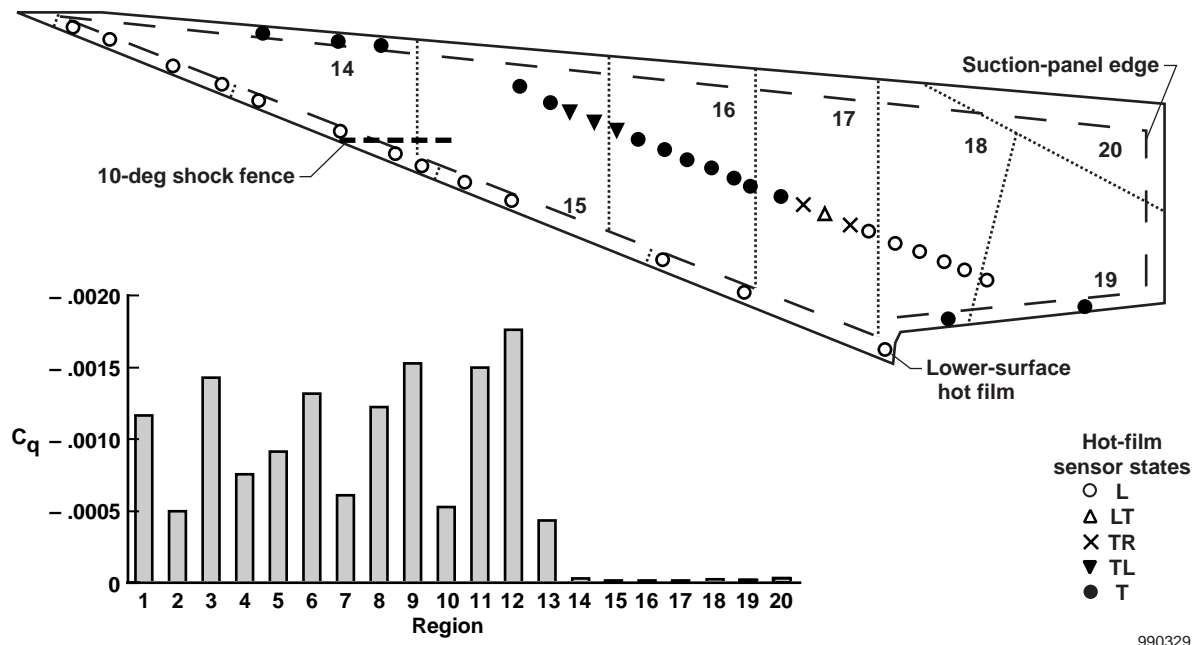 14
16
17
18
20
Suction-panel edge
10-deg shock fence
15
19
Lower-surface
hot film
– .0020
– .0015
– .0010
– .0005
0
Cq
1 2 3 4 5 6 7 8 9 10 11 12 13 14 15 16 17 18 19 20
Region
Hot-film
sensor states
L
LT
TR
TL
T
990329